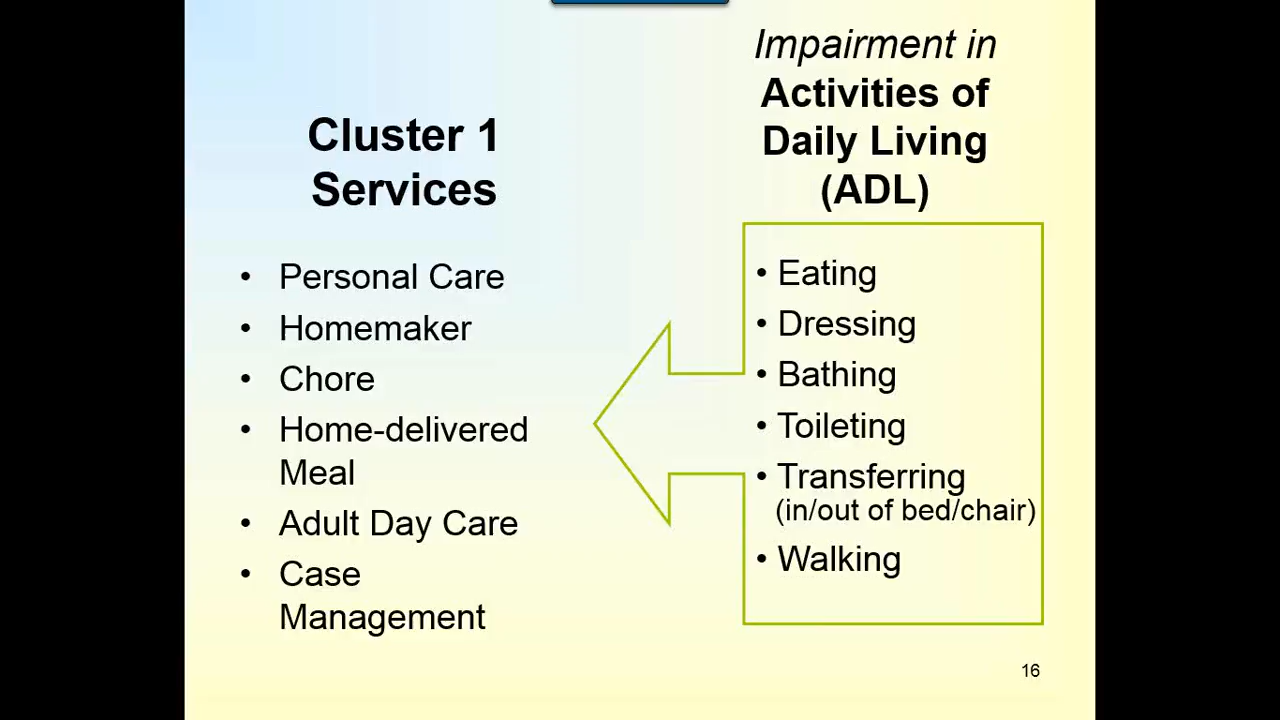 Cluster 1
Services
• Personal Care
• Homemaker
• Chore
• Home-delivered
Meal
• Adult Day Care
• Case
Management
Impairment in
Activities of
Daily Living
(ADL)
• Eating
• Dressing
• Bathing
• Toileting
• Transferring
(in/out of bed/chair)
• Walking
16